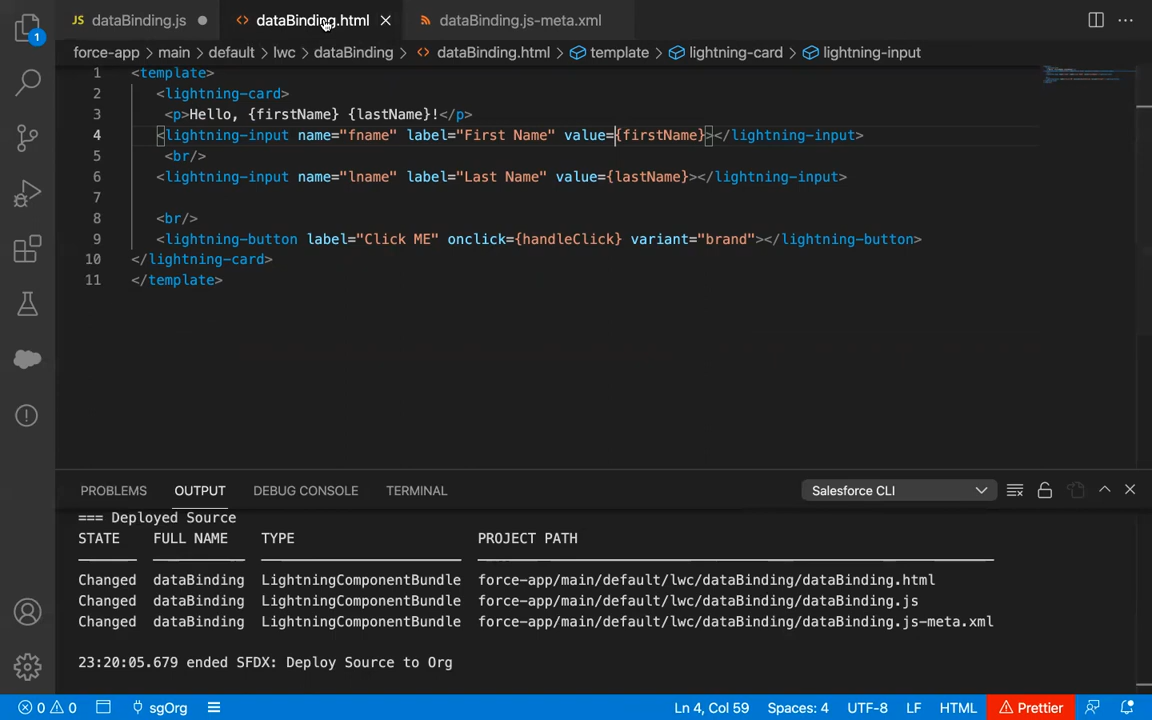 dataBinding.js
dataBinding.html
dataBinding.js-meta.xml
1
force-app > main > default > lwc > dataBinding > dataBinding.html > template > lightning-card > lightning-input
1 <template>
2 <lightning-card>
3 <p>Hello, {firstName} {lastName}!</p>
4 <lightning-input name="fname" label="First Name" value={firstName}></lightning-input>
5 <br/>
6 <lightning-input name="lname" label="Last Name" value={lastName}></lightning-input>
7
8 <br/>
9 <lightning-button label="Click ME" onclick={handleClick} variant="brand"></lightning-button>
10 </lightning-card>
11 </template>
PROBLEMS OUTPUT DEBUG CONSOLE TERMINAL Salesforce CLI
=== Deployed Source
STATE FULL NAME TYPE PROJECT PATH
Changed dataBinding LightningComponentBundle force-app/main/default/lwc/dataBinding/dataBinding.html
Changed dataBinding LightningComponentBundle force-app/main/default/lwc/dataBinding/dataBinding.js
Changed dataBinding LightningComponentBundle force-app/main/default/lwc/dataBinding/dataBinding.js-meta.xml
23:20:05.679 ended SFDX: Deploy Source to Org
0 0 sgOrg Ln 4, Col 59 Spaces: 4 UTF-8 LF HTML Prettier